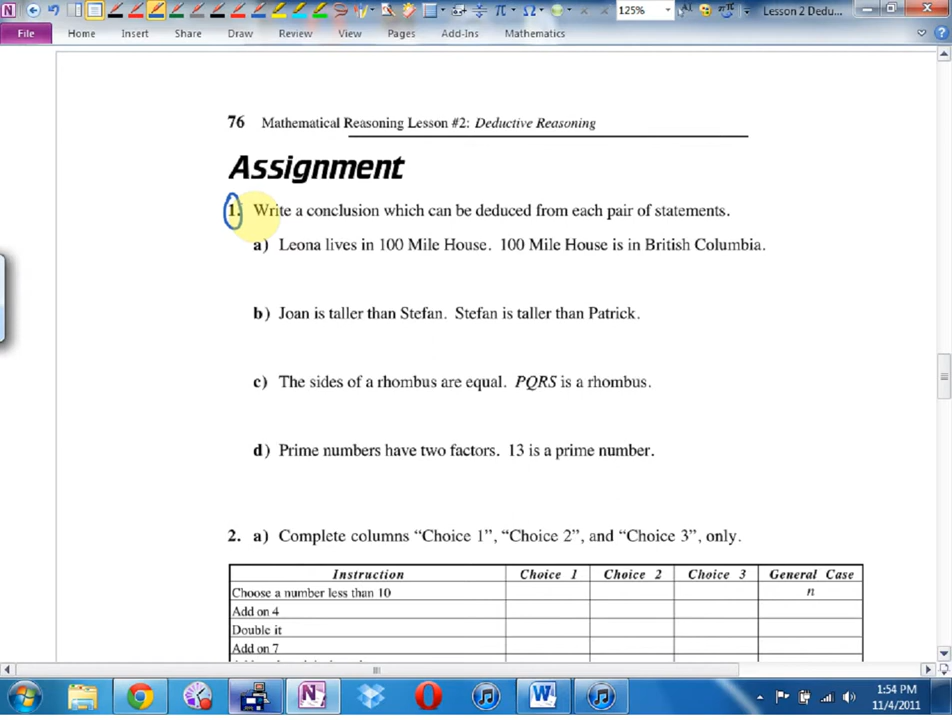 125%
Lesson 2 Dedu...
File Home Insert Share Draw Review View Pages Add-Ins Mathematics
76 Mathematical Reasoning Lesson #2: Deductive Reasoning
Assignment
1. Write a conclusion which can be deduced from each pair of statements.
a) Leona lives in 100 Mile House. 100 Mile House is in British Columbia.
b) Joan is taller than Stefan. Stefan is taller than Patrick.
c) The sides of a rhombus are equal. PQRS is a rhombus.
d) Prime numbers have two factors. 13 is a prime number.
2. a) Complete columns “Choice 1”, “Choice 2”, and “Choice 3”, only.
Instruction Choice 1 Choice 2 Choice 3 General Case
Choose a number less than 10 n
Add on 4
Double it
Add on 7
1:54 PM
11/4/2011